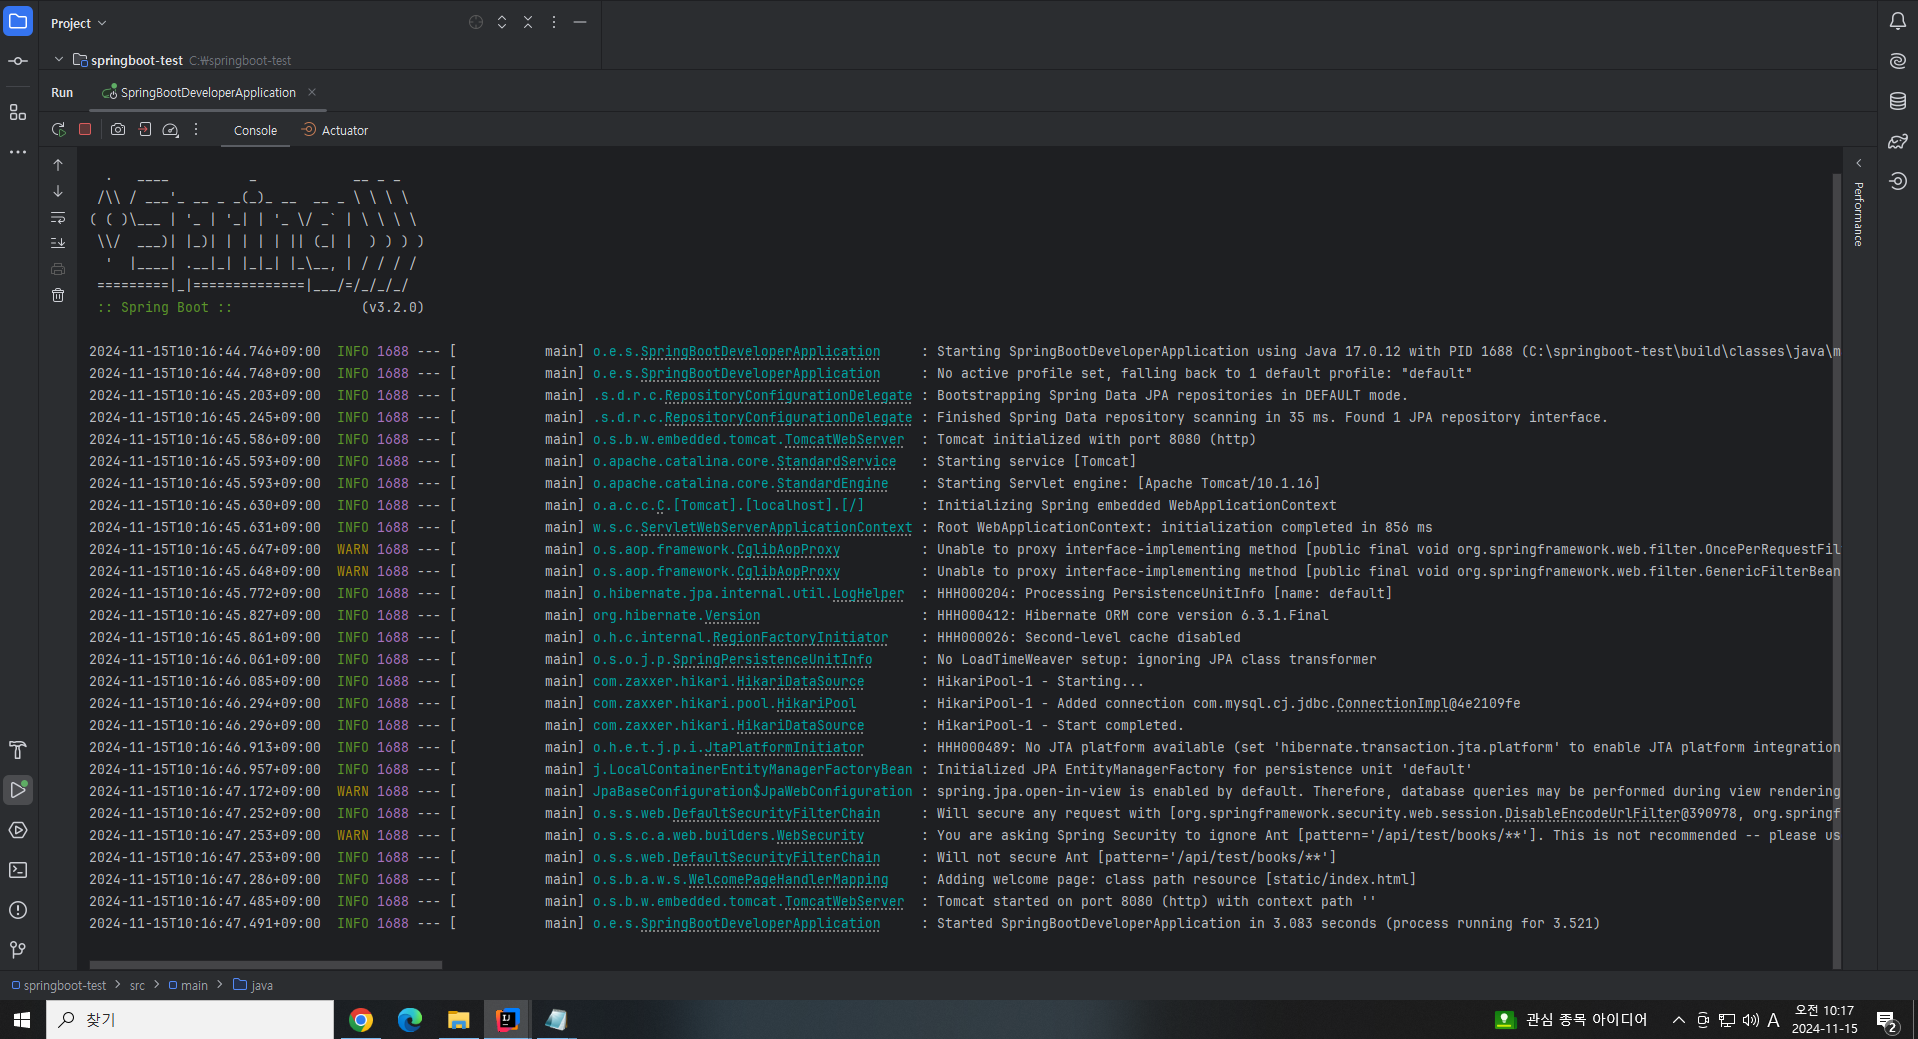 Project
springboot-test C:₩springboot-test
Run SpringBootDeveloperApplication
Console Actuator
Performance
  .   ____          _            __ _ _
 /\\ / ___'_ __ _ _(_)_ __  __ _ \ \ \ \
( ( )\___ | '_ | '_| | '_ \/ _` | \ \ \ \
 \\/  ___)| |_)| | | | | || (_| |  ) ) ) )
  '  |____| .__|_| |_|_| |_\__, | / / / /
 =========|_|==============|___/=/_/_/_/
 :: Spring Boot ::                (v3.2.0)
2024-11-15T10:16:44.746+09:00  INFO 1688 --- [           main] o.e.s.SpringBootDeveloperApplication     : Starting SpringBootDeveloperApplication using Java 17.0.12 with PID 1688 (C:\springboot-test\build\classes\java\m
2024-11-15T10:16:44.748+09:00  INFO 1688 --- [           main] o.e.s.SpringBootDeveloperApplication     : No active profile set, falling back to 1 default profile: "default"
2024-11-15T10:16:45.203+09:00  INFO 1688 --- [           main] .s.d.r.c.RepositoryConfigurationDelegate : Bootstrapping Spring Data JPA repositories in DEFAULT mode.
2024-11-15T10:16:45.245+09:00  INFO 1688 --- [           main] .s.d.r.c.RepositoryConfigurationDelegate : Finished Spring Data repository scanning in 35 ms. Found 1 JPA repository interface.
2024-11-15T10:16:45.586+09:00  INFO 1688 --- [           main] o.s.b.w.embedded.tomcat.TomcatWebServer  : Tomcat initialized with port 8080 (http)
2024-11-15T10:16:45.593+09:00  INFO 1688 --- [           main] o.apache.catalina.core.StandardService   : Starting service [Tomcat]
2024-11-15T10:16:45.593+09:00  INFO 1688 --- [           main] o.apache.catalina.core.StandardEngine    : Starting Servlet engine: [Apache Tomcat/10.1.16]
2024-11-15T10:16:45.630+09:00  INFO 1688 --- [           main] o.a.c.c.C.[Tomcat].[localhost].[/]       : Initializing Spring embedded WebApplicationContext
2024-11-15T10:16:45.631+09:00  INFO 1688 --- [           main] w.s.c.ServletWebServerApplicationContext : Root WebApplicationContext: initialization completed in 856 ms
2024-11-15T10:16:45.647+09:00  WARN 1688 --- [           main] o.s.aop.framework.CglibAopProxy          : Unable to proxy interface-implementing method [public final void org.springframework.web.filter.OncePerRequestFil
2024-11-15T10:16:45.648+09:00  WARN 1688 --- [           main] o.s.aop.framework.CglibAopProxy          : Unable to proxy interface-implementing method [public final void org.springframework.web.filter.GenericFilterBean
2024-11-15T10:16:45.772+09:00  INFO 1688 --- [           main] o.hibernate.jpa.internal.util.LogHelper  : HHH000204: Processing PersistenceUnitInfo [name: default]
2024-11-15T10:16:45.827+09:00  INFO 1688 --- [           main] org.hibernate.Version                    : HHH000412: Hibernate ORM core version 6.3.1.Final
2024-11-15T10:16:45.861+09:00  INFO 1688 --- [           main] o.h.c.internal.RegionFactoryInitiator    : HHH000026: Second-level cache disabled
2024-11-15T10:16:46.061+09:00  INFO 1688 --- [           main] o.s.o.j.p.SpringPersistenceUnitInfo      : No LoadTimeWeaver setup: ignoring JPA class transformer
2024-11-15T10:16:46.085+09:00  INFO 1688 --- [           main] com.zaxxer.hikari.HikariDataSource       : HikariPool-1 - Starting...
2024-11-15T10:16:46.294+09:00  INFO 1688 --- [           main] com.zaxxer.hikari.pool.HikariPool        : HikariPool-1 - Added connection com.mysql.cj.jdbc.ConnectionImpl@4e2109fe
2024-11-15T10:16:46.296+09:00  INFO 1688 --- [           main] com.zaxxer.hikari.HikariDataSource       : HikariPool-1 - Start completed.
2024-11-15T10:16:46.913+09:00  INFO 1688 --- [           main] o.h.e.t.j.p.i.JtaPlatformInitiator       : HHH000489: No JTA platform available (set 'hibernate.transaction.jta.platform' to enable JTA platform integration
2024-11-15T10:16:46.957+09:00  INFO 1688 --- [           main] j.LocalContainerEntityManagerFactoryBean : Initialized JPA EntityManagerFactory for persistence unit 'default'
2024-11-15T10:16:47.172+09:00  WARN 1688 --- [           main] JpaBaseConfiguration$JpaWebConfiguration : spring.jpa.open-in-view is enabled by default. Therefore, database queries may be performed during view rendering
2024-11-15T10:16:47.252+09:00  INFO 1688 --- [           main] o.s.s.web.DefaultSecurityFilterChain     : Will secure any request with [org.springframework.security.web.session.DisableEncodeUrlFilter@390978, org.springf
2024-11-15T10:16:47.253+09:00  WARN 1688 --- [           main] o.s.s.c.a.web.builders.WebSecurity       : You are asking Spring Security to ignore Ant [pattern='/api/test/books/**']. This is not recommended -- please us
2024-11-15T10:16:47.253+09:00  INFO 1688 --- [           main] o.s.s.web.DefaultSecurityFilterChain     : Will not secure Ant [pattern='/api/test/books/**']
2024-11-15T10:16:47.286+09:00  INFO 1688 --- [           main] o.s.b.a.w.s.WelcomePageHandlerMapping    : Adding welcome page: class path resource [static/index.html]
2024-11-15T10:16:47.485+09:00  INFO 1688 --- [           main] o.s.b.w.embedded.tomcat.TomcatWebServer  : Tomcat started on port 8080 (http) with context path ''
2024-11-15T10:16:47.491+09:00  INFO 1688 --- [           main] o.e.s.SpringBootDeveloperApplication     : Started SpringBootDeveloperApplication in 3.083 seconds (process running for 3.521)
springboot-test > src > main > java
찾기
관심 종목 아이디어
A
오전 10:17
2024-11-15
2